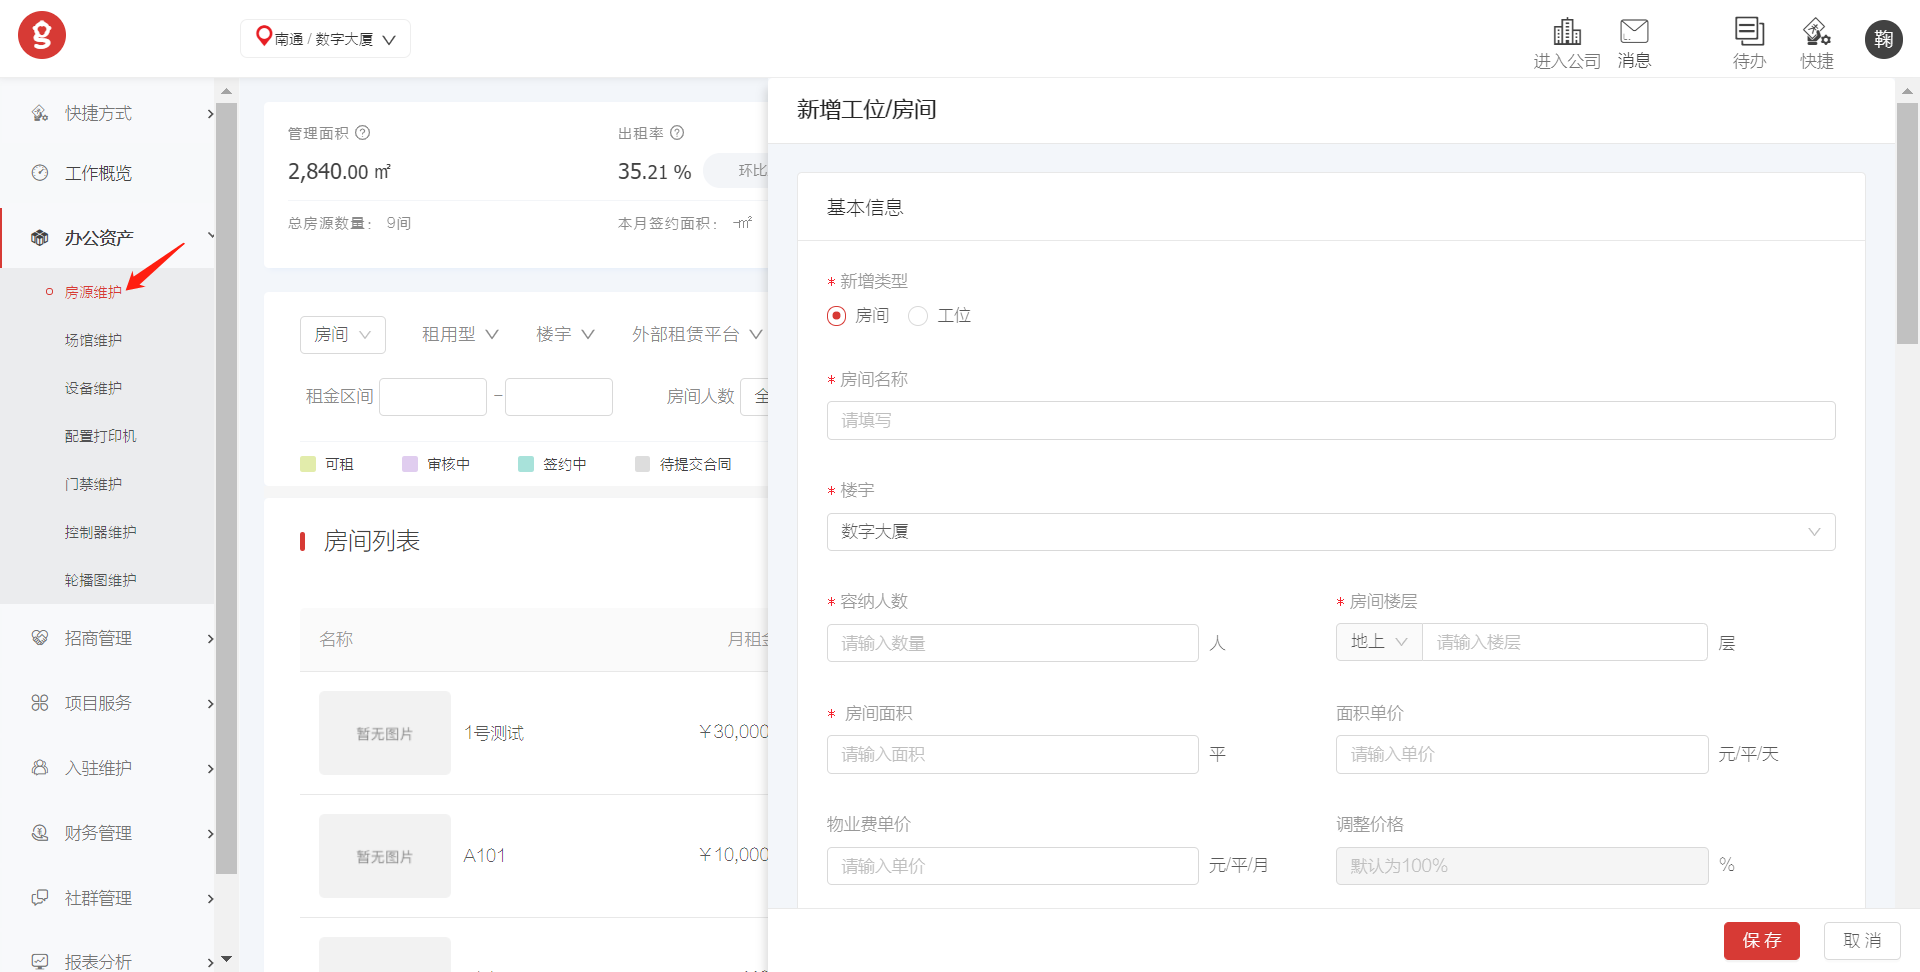 南通 / 数字大厦
进入公司
消息
待办
快捷
鞠
快捷方式
工作概览
办公资产
房源维护
场馆维护
设备维护
配置打印机
门禁维护
控制器维护
轮播图维护
招商管理
项目服务
入驻维护
财务管理
社群管理
报表分析
管理面积
2,840.00 ㎡
总房源数量： 9间
出租率
35.21 %
环比
本月签约面积： -㎡
房间
租用型
楼宇
外部租赁平台
租金区间
-
房间人数
全
可租
审核中
签约中
待提交合同
房间列表
名称
月租金
暂无图片
1号测试
￥30,000
暂无图片
A101
￥10,000
新增工位/房间
基本信息
* 新增类型
房间
工位
* 房间名称
请填写
* 楼宇
数字大厦
* 容纳人数
请输入数量
人
* 房间楼层
地上
请输入楼层
层
* 房间面积
请输入面积
平
面积单价
请输入单价
元/平/天
物业费单价
请输入单价
元/平/月
调整价格
默认为100%
%
保 存
取 消